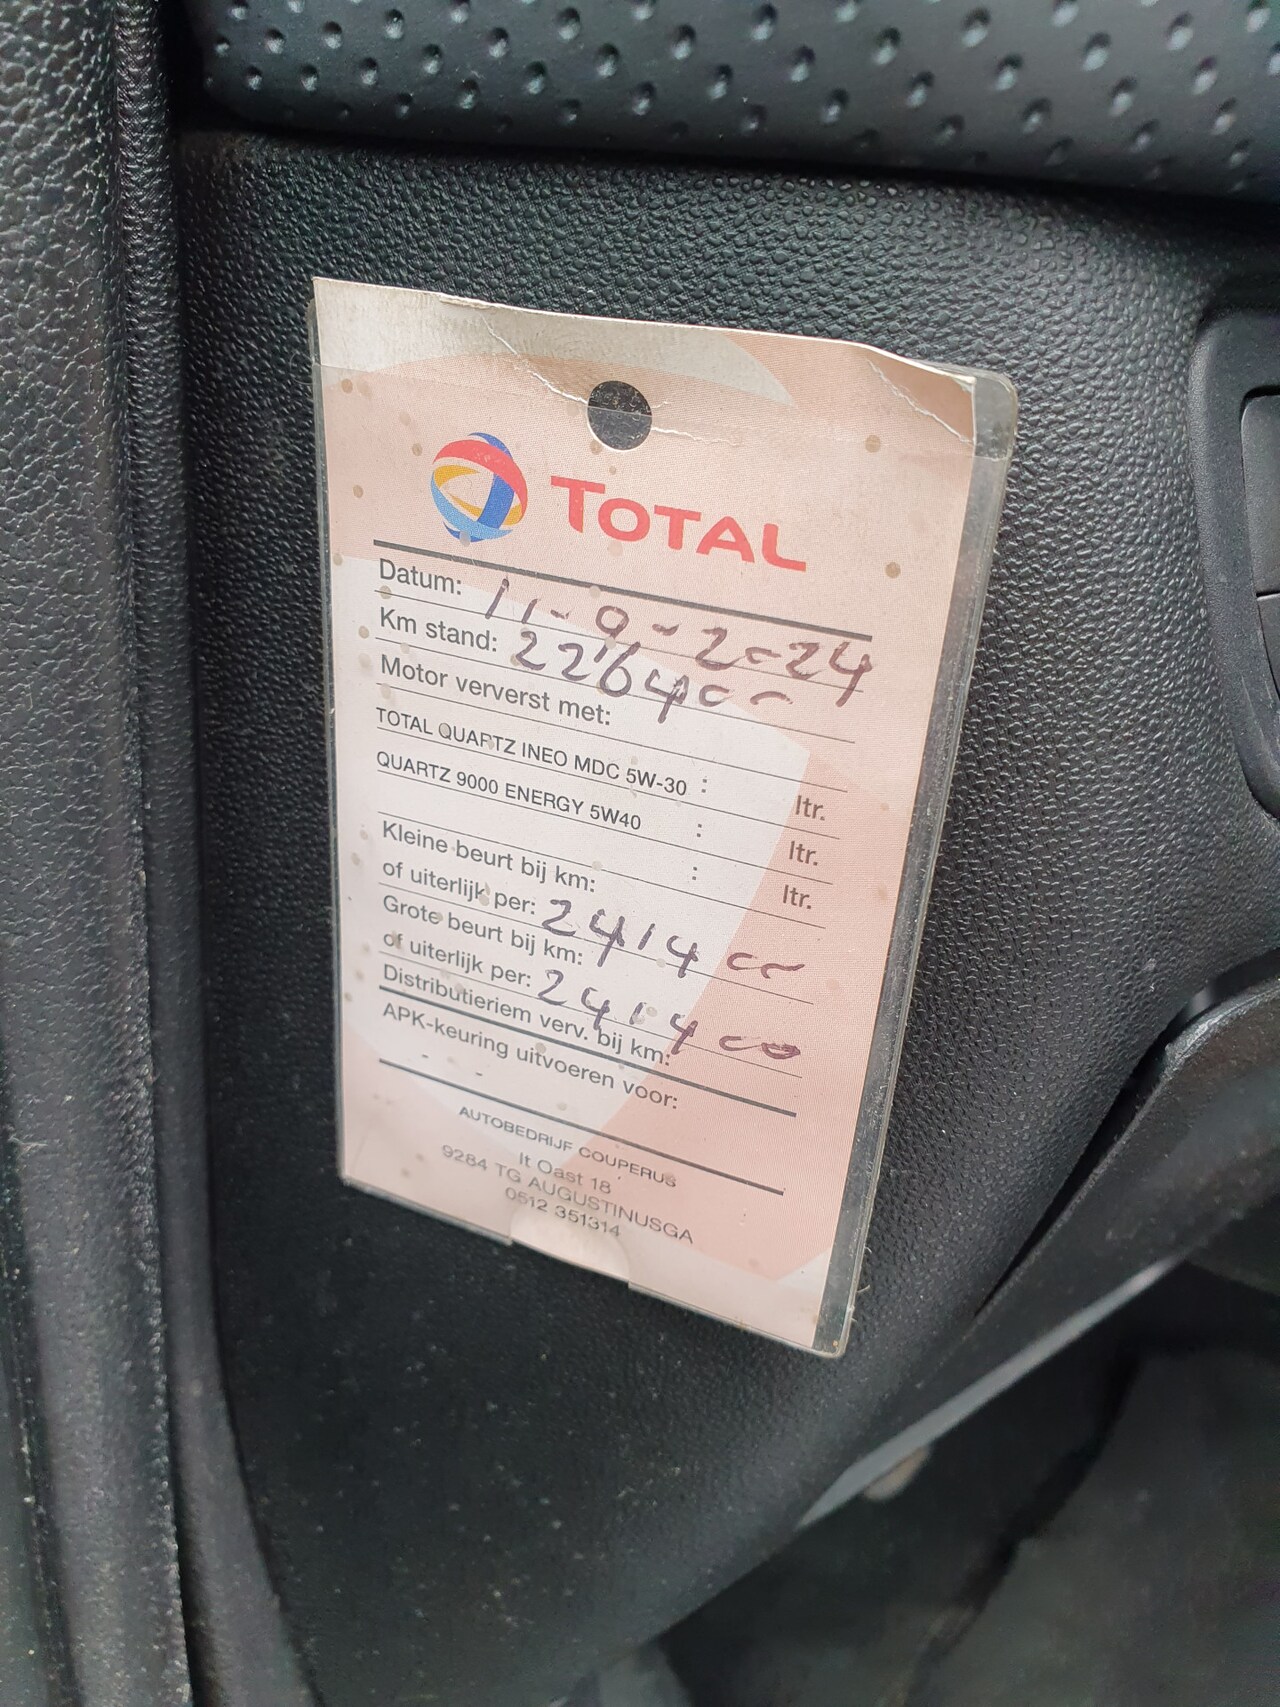 TOTAL
Datum: 11-9-2024
Km stand: 226400
Motor ververst met:
TOTAL QUARTZ INEO MDC 5W-30 : ltr.
QUARTZ 9000 ENERGY 5W40 : ltr.
: ltr.
Kleine beurt bij km:
of uiterlijk per: 241400
Grote beurt bij km:
of uiterlijk per: 241400
Distributieriem verv. bij km:
APK-keuring uitvoeren voor:
AUTOBEDRIJF COUPERUS
It Oast 18
9284 TG AUGUSTINUSGA
0512 351314